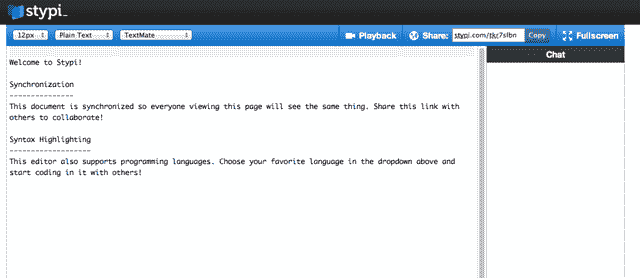 stypi_
12px Plain Text TextMate Playback Share: stypi.com/ Copy Fullscreen
Chat
Welcome to Stypi!
Synchronization
---------------
This document is synchronized so everyone viewing this page will see the same thing. Share this link with
others to collaborate!
Syntax Highlighting
-------------------
This editor also supports programming languages. Choose your favorite language in the dropdown above and
start coding in it with others!